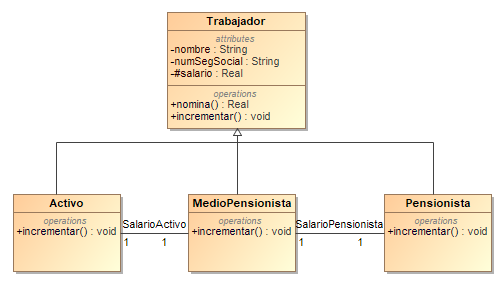 Trabajador
attributes
-nombre : String
-numSegSocial : String
-#salario : Real
operations
+nomina() : Real
+incrementar() : void
Activo
operations
+incrementar() : void
SalarioActivo
1 1
MedioPensionista
operations
+incrementar() : void
SalarioPensionista
1 1
Pensionista
operations
+incrementar() : void